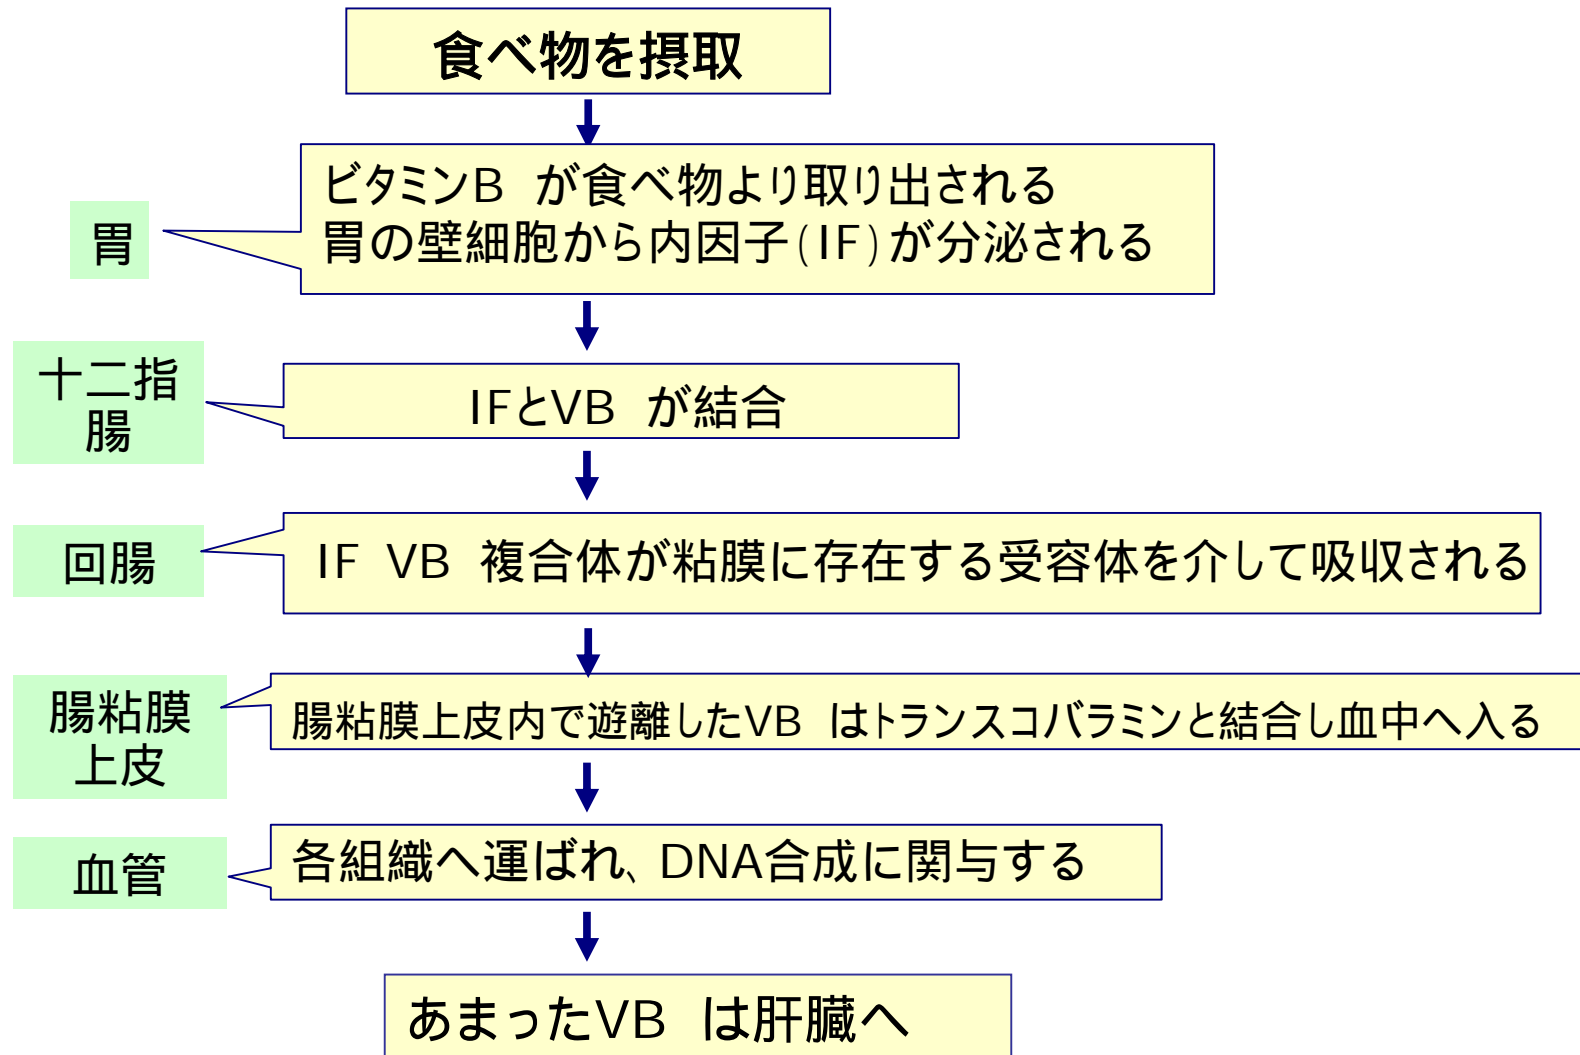 食べ物を摂取
ビタミンB が食べ物より取り出される
胃の壁細胞から内因子(IF)が分泌される
胃
十二指
腸
IFとVB が結合
回腸
IF VB 複合体が粘膜に存在する受容体を介して吸収される
腸粘膜
上皮
腸粘膜上皮内で遊離したVB はトランスコバラミンと結合し血中へ入る
血管
各組織へ運ばれ、DNA合成に関与する
あまったVB は肝臓へ